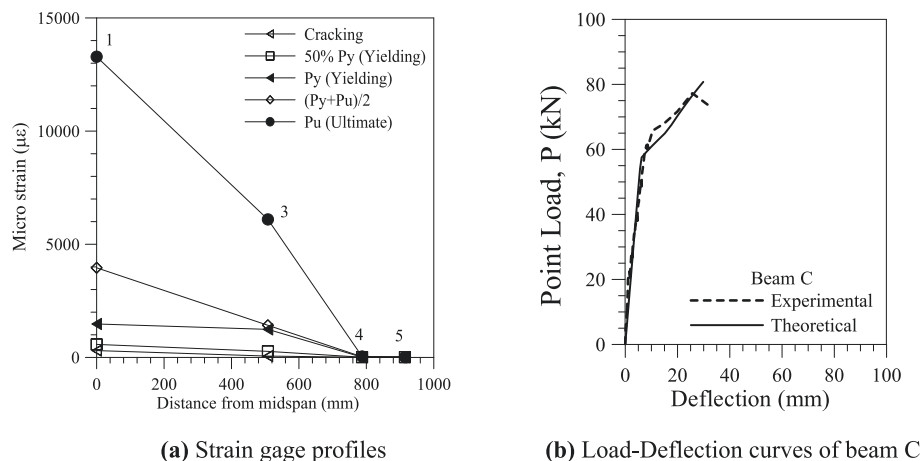 15000
10000
5000
0
Micro strain (µε)
1
3
4
5
Cracking
50% Py (Yielding)
Py (Yielding)
(Py+Pu)/2
Pu (Ultimate)
0 200 400 600 800 1000
Distance from midspan (mm)
(a) Strain gage profiles
100
80
60
40
20
0
Point Load, P (kN)
Beam C
Experimental
Theoretical
0 20 40 60 80 100
Deflection (mm)
(b) Load-Deflection curves of beam C